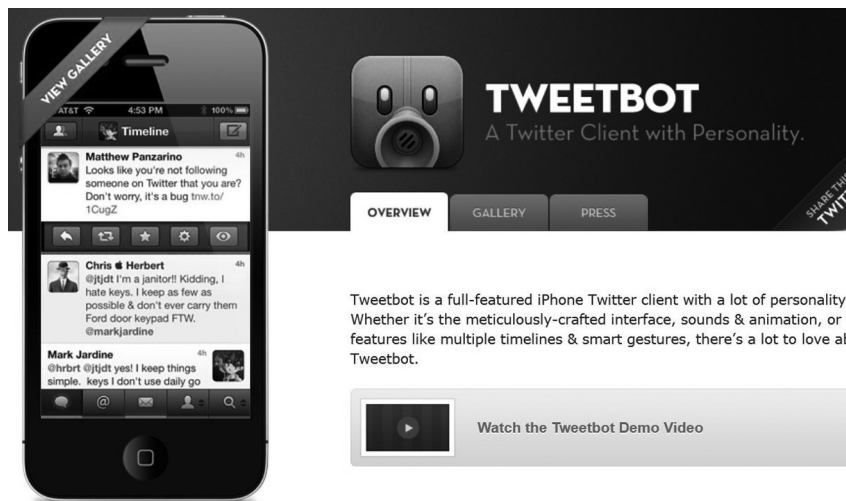 VIEW GALLERY
AT&T 4:53 PM 100%
Timeline
Matthew Panzarino 4h
Looks like you're not following
someone on Twitter that you are?
Don't worry, it's a bug tnw.to/
1CugZ
Chris Herbert 4h
@jtjdt I'm a janitor!! Kidding, I
hate keys. I keep as few as
possible & don't ever carry them
Ford door keypad FTW.
@markjardine
Mark Jardine 4h
@hrbrt @jtjdt yes! I keep things
simple. keys I don't use daily go
@
TWEETBOT
A Twitter Client with Personality.
OVERVIEW GALLERY PRESS
SHARE
Tweetbot is a full-featured iPhone Twitter client with a lot of personality
Whether it's the meticulously-crafted interface, sounds & animation, or
features like multiple timelines & smart gestures, there's a lot to love
Tweetbot.
Watch the Tweetbot Demo Video